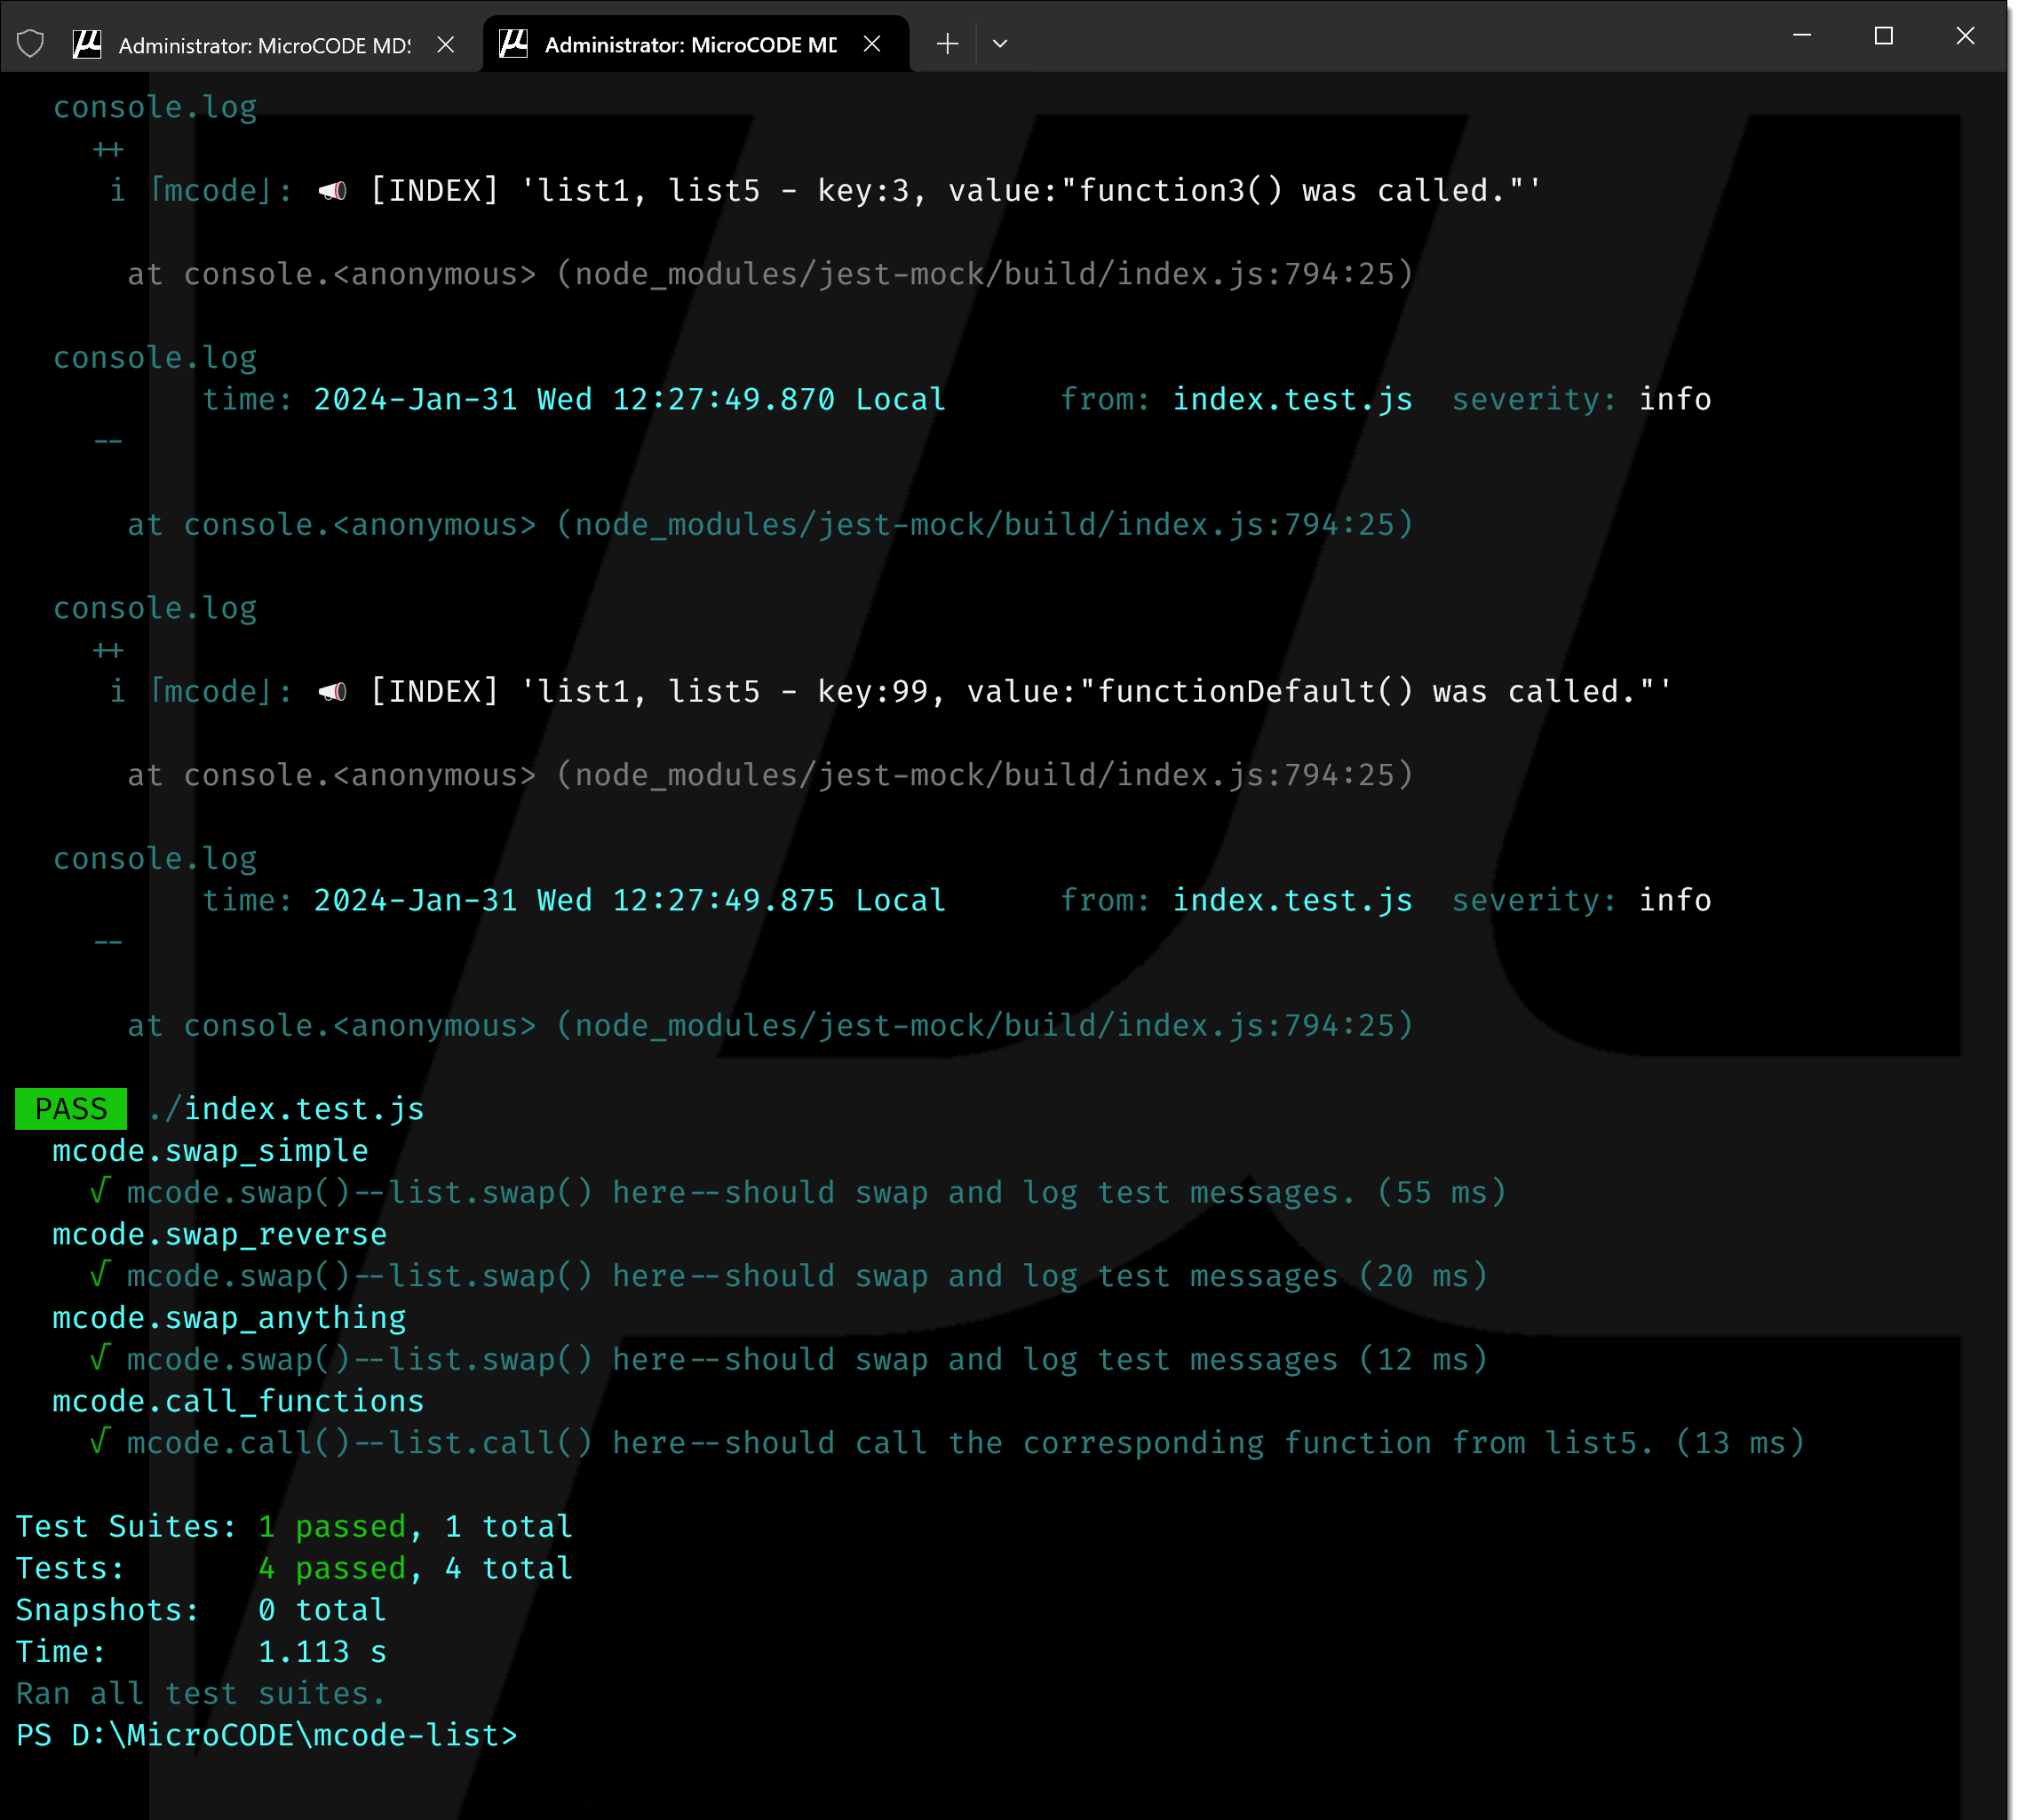 Administrator: MicroCODE MDS
Administrator: MicroCODE MD
console.log
++
i ⌈mcode⌋: 📣 [INDEX] 'list1, list5 - key:3, value:"function3() was called."'
at console.<anonymous> (node_modules/jest-mock/build/index.js:794:25)
console.log
time: 2024-Jan-31 Wed 12:27:49.870 Local from: index.test.js severity: info
--
at console.<anonymous> (node_modules/jest-mock/build/index.js:794:25)
console.log
++
i ⌈mcode⌋: 📣 [INDEX] 'list1, list5 - key:99, value:"functionDefault() was called."'
at console.<anonymous> (node_modules/jest-mock/build/index.js:794:25)
console.log
time: 2024-Jan-31 Wed 12:27:49.875 Local from: index.test.js severity: info
--
at console.<anonymous> (node_modules/jest-mock/build/index.js:794:25)
PASS ./index.test.js
mcode.swap_simple
√ mcode.swap()--list.swap() here--should swap and log test messages. (55 ms)
mcode.swap_reverse
√ mcode.swap()--list.swap() here--should swap and log test messages (20 ms)
mcode.swap_anything
√ mcode.swap()--list.swap() here--should swap and log test messages (12 ms)
mcode.call_functions
√ mcode.call()--list.call() here--should call the corresponding function from list5. (13 ms)
Test Suites: 1 passed, 1 total
Tests: 4 passed, 4 total
Snapshots: 0 total
Time: 1.113 s
Ran all test suites.
PS D:\MicroCODE\mcode-list>